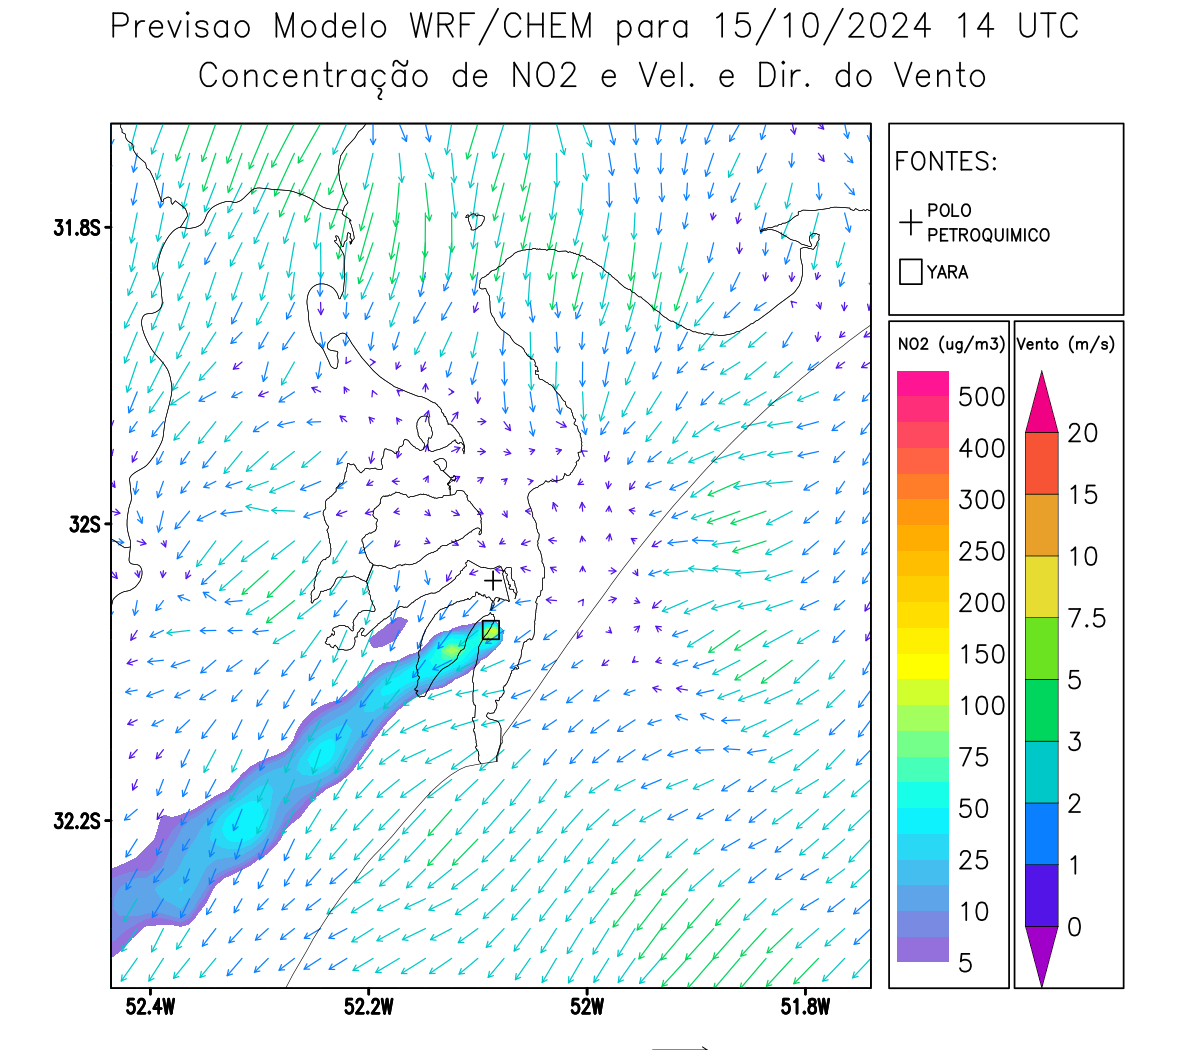 Previsao Modelo WRF/CHEM para 15/10/2024 14 UTC
Concentração de NO2 e Vel. e Dir. do Vento
FONTES:
POLO
PETROQUIMICO
YARA
NO2 (ug/m3)
500
400
300
250
200
150
100
75
50
25
10
5
Vento (m/s)
20
15
10
7.5
5
3
2
1
0
31.8S
32S
32.2S
52.4W
52.2W
52W
51.8W